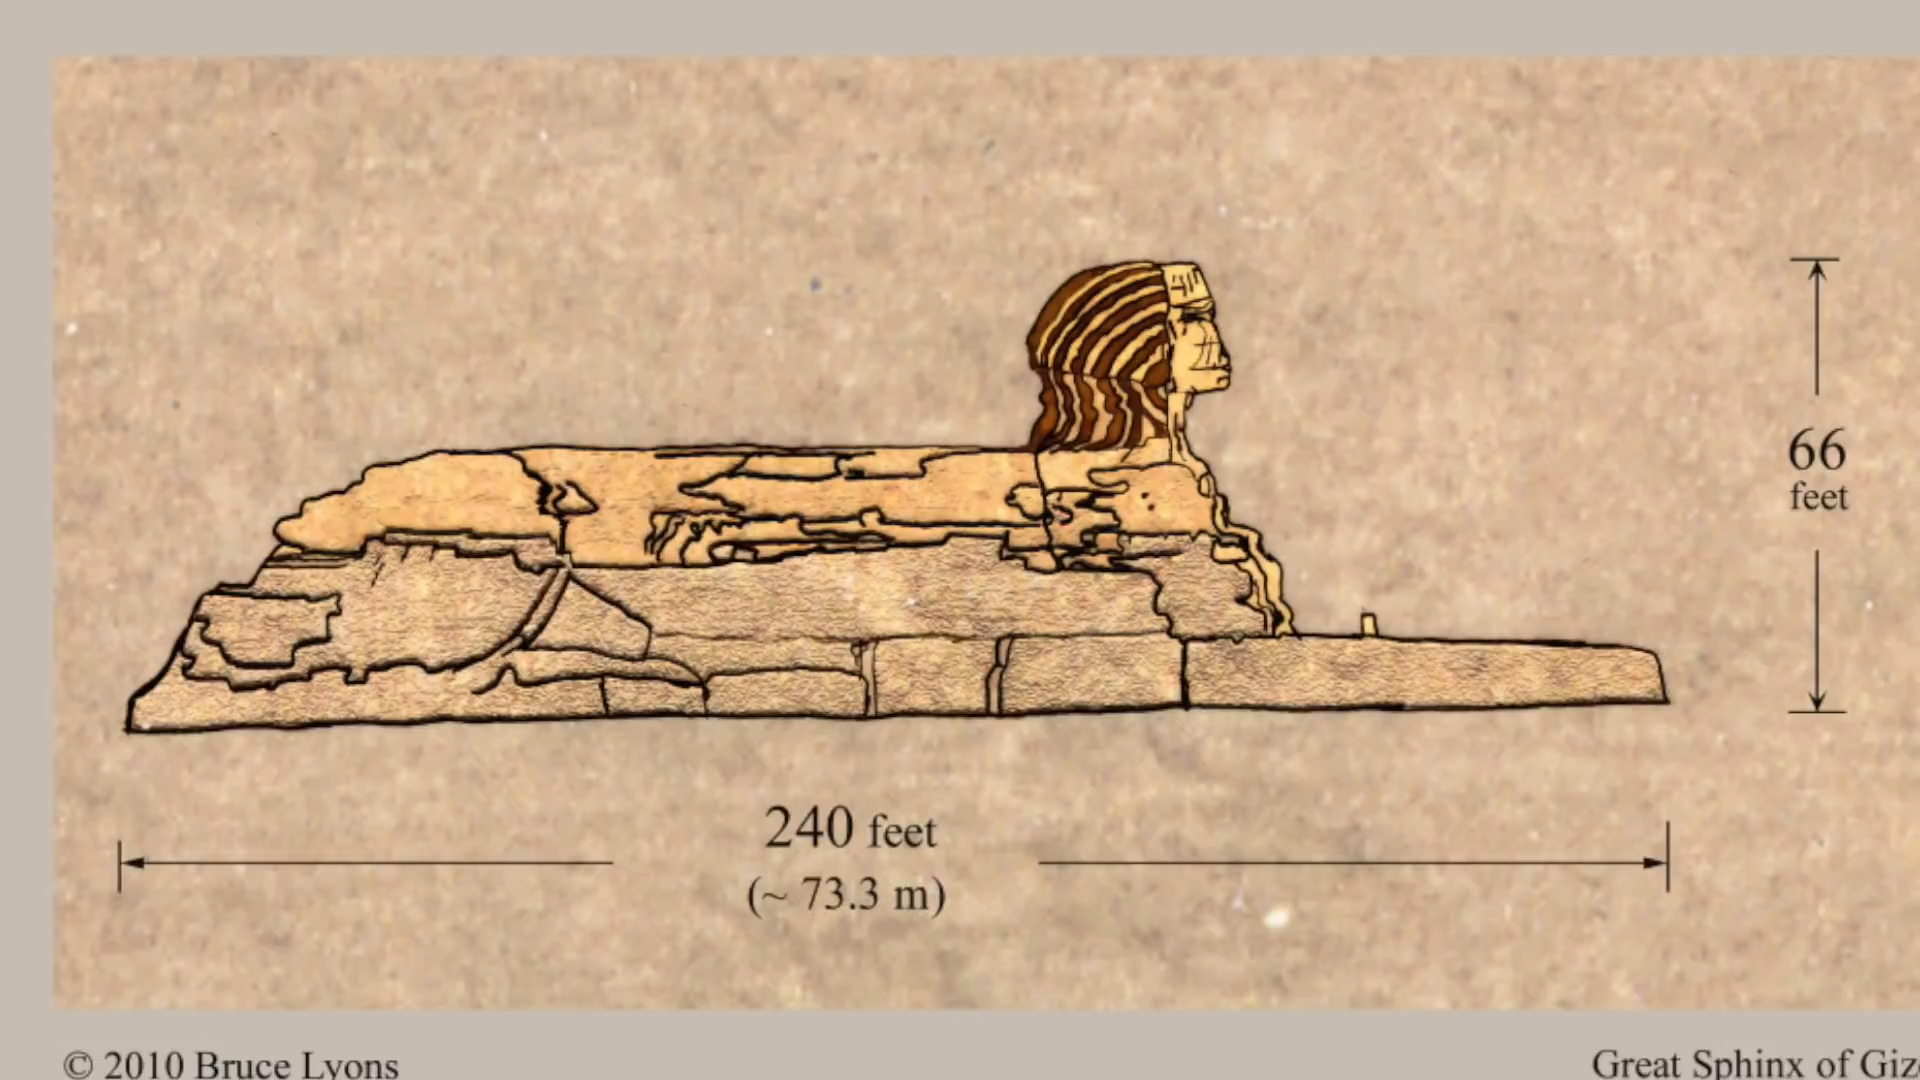 66
feet
240 feet
(~ 73.3 m)
© 2010 Bruce Lyons
Great Sphinx of Giz